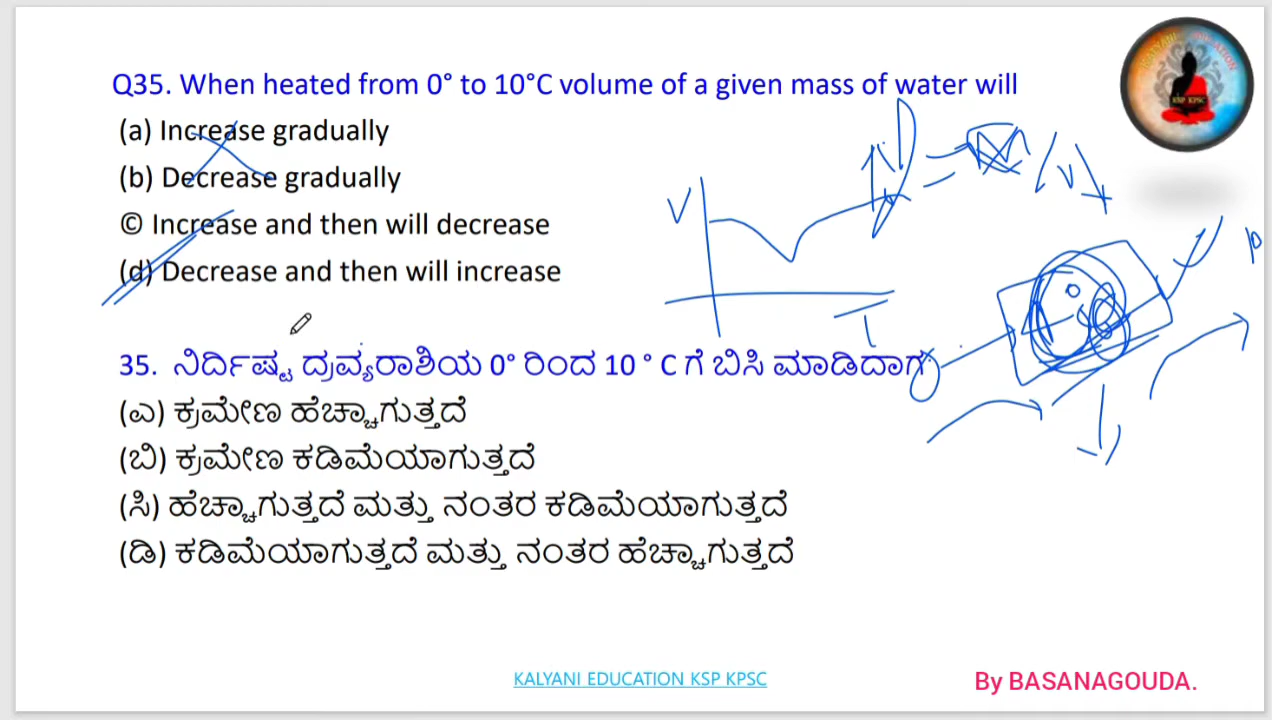 Q35. When heated from 0° to 10°C volume of a given mass of water will
(a) Increase gradually
(b) Decrease gradually
© Increase and then will decrease
(d) Decrease and then will increase
35. ನಿರ್ದಿಷ್ಟ ದ್ರವ್ಯರಾಶಿಯ 0° ರಿಂದ 10 ° C ಗೆ ಬಿಸಿ ಮಾಡಿದಾಗ
(ಎ) ಕ್ರಮೇಣ ಹೆಚ್ಚಾಗುತ್ತದೆ
(ಬಿ) ಕ್ರಮೇಣ ಕಡಿಮೆಯಾಗುತ್ತದೆ
(ಸಿ) ಹೆಚ್ಚಾಗುತ್ತದೆ ಮತ್ತು ನಂತರ ಕಡಿಮೆಯಾಗುತ್ತದೆ
(ಡಿ) ಕಡಿಮೆಯಾಗುತ್ತದೆ ಮತ್ತು ನಂತರ ಹೆಚ್ಚಾಗುತ್ತದೆ
V
T
KSP KPSC
KALYANI EDUCATION KSP KPSC
By BASANAGOUDA.